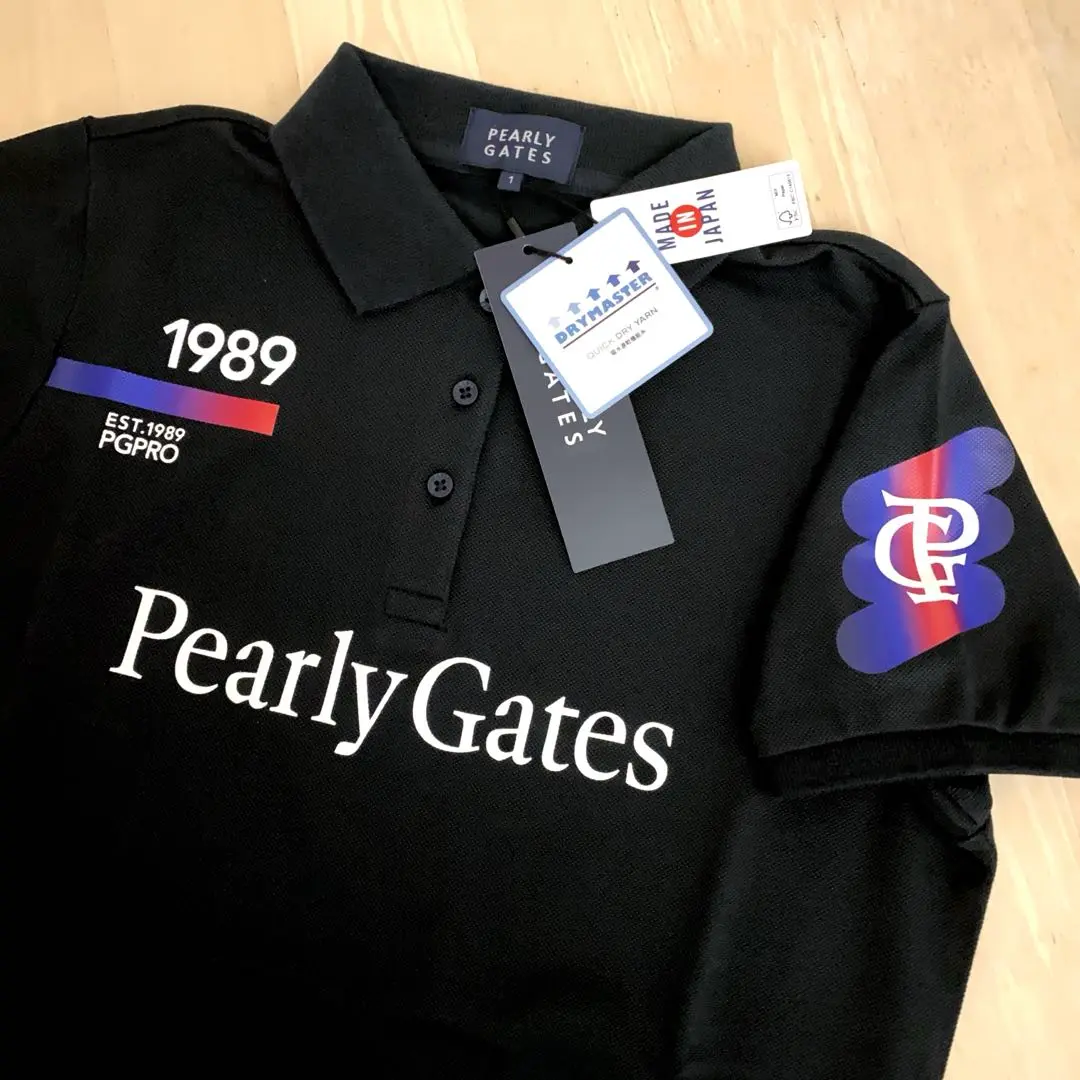 PEARLY
GATES
1
MADE
IN
JAPAN
DRYMASTER
QUICK DRY YARN
GATES
1989
EST.1989
PGPRO
PG
Pearly Gates